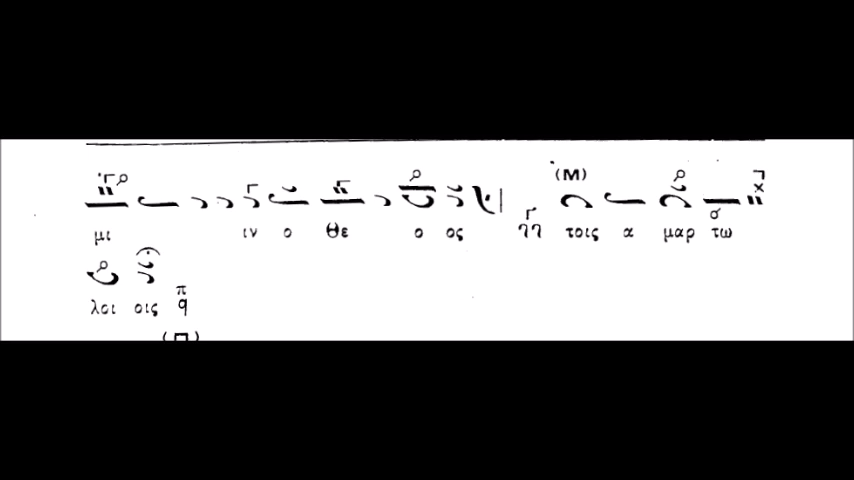 (Μ)
μι ιν ο Θε ο ος τοις α μαρ τω
λοι οις π q
(Π)